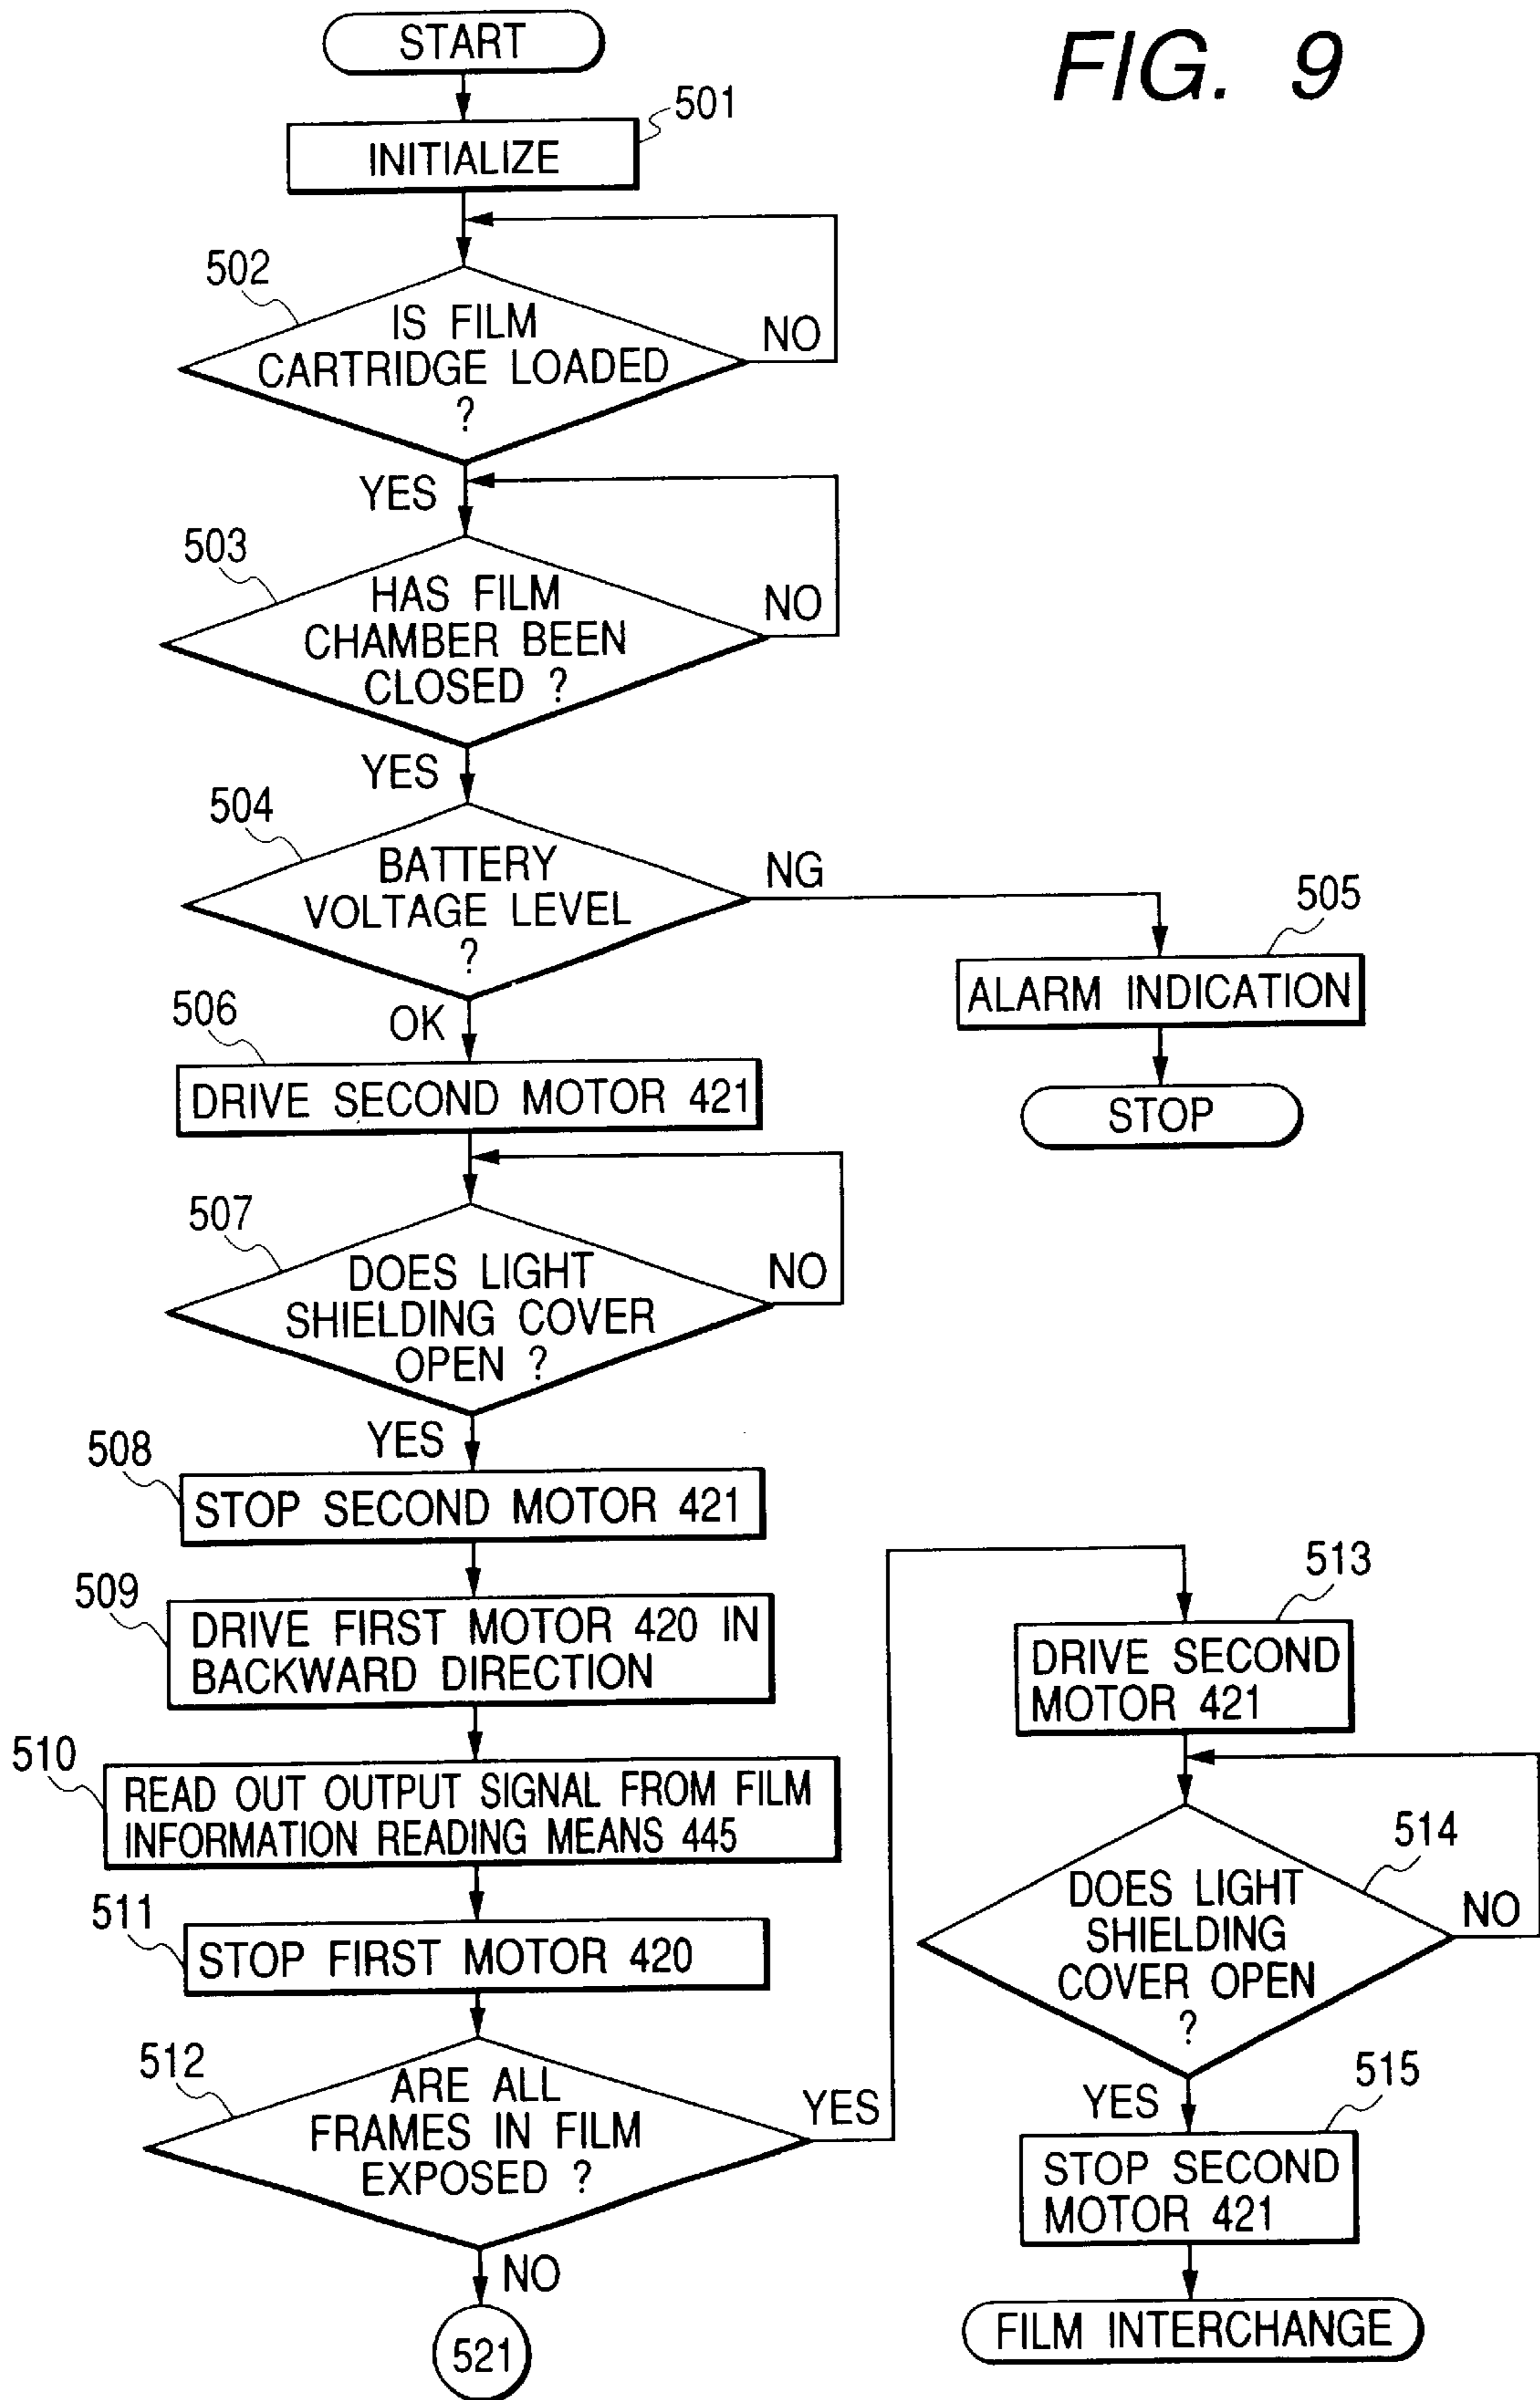 FIG. 9
START
501
INITIALIZE
502
IS FILM
CARTRIDGE LOADED
?
NO
YES
503
HAS FILM
CHAMBER BEEN
CLOSED ?
NO
YES
504
BATTERY
VOLTAGE LEVEL
?
NG
505
ALARM INDICATION
STOP
OK
506
DRIVE SECOND MOTOR 421
507
DOES LIGHT
SHIELDING COVER
OPEN ?
NO
YES
508
STOP SECOND MOTOR 421
509
DRIVE FIRST MOTOR 420 IN
BACKWARD DIRECTION
510
READ OUT OUTPUT SIGNAL FROM FILM
INFORMATION READING MEANS 445
511
STOP FIRST MOTOR 420
512
ARE ALL
FRAMES IN FILM
EXPOSED ?
YES
NO
521
513
DRIVE SECOND
MOTOR 421
514
DOES LIGHT
SHIELDING
COVER OPEN
?
NO
YES
515
STOP SECOND
MOTOR 421
FILM INTERCHANGE